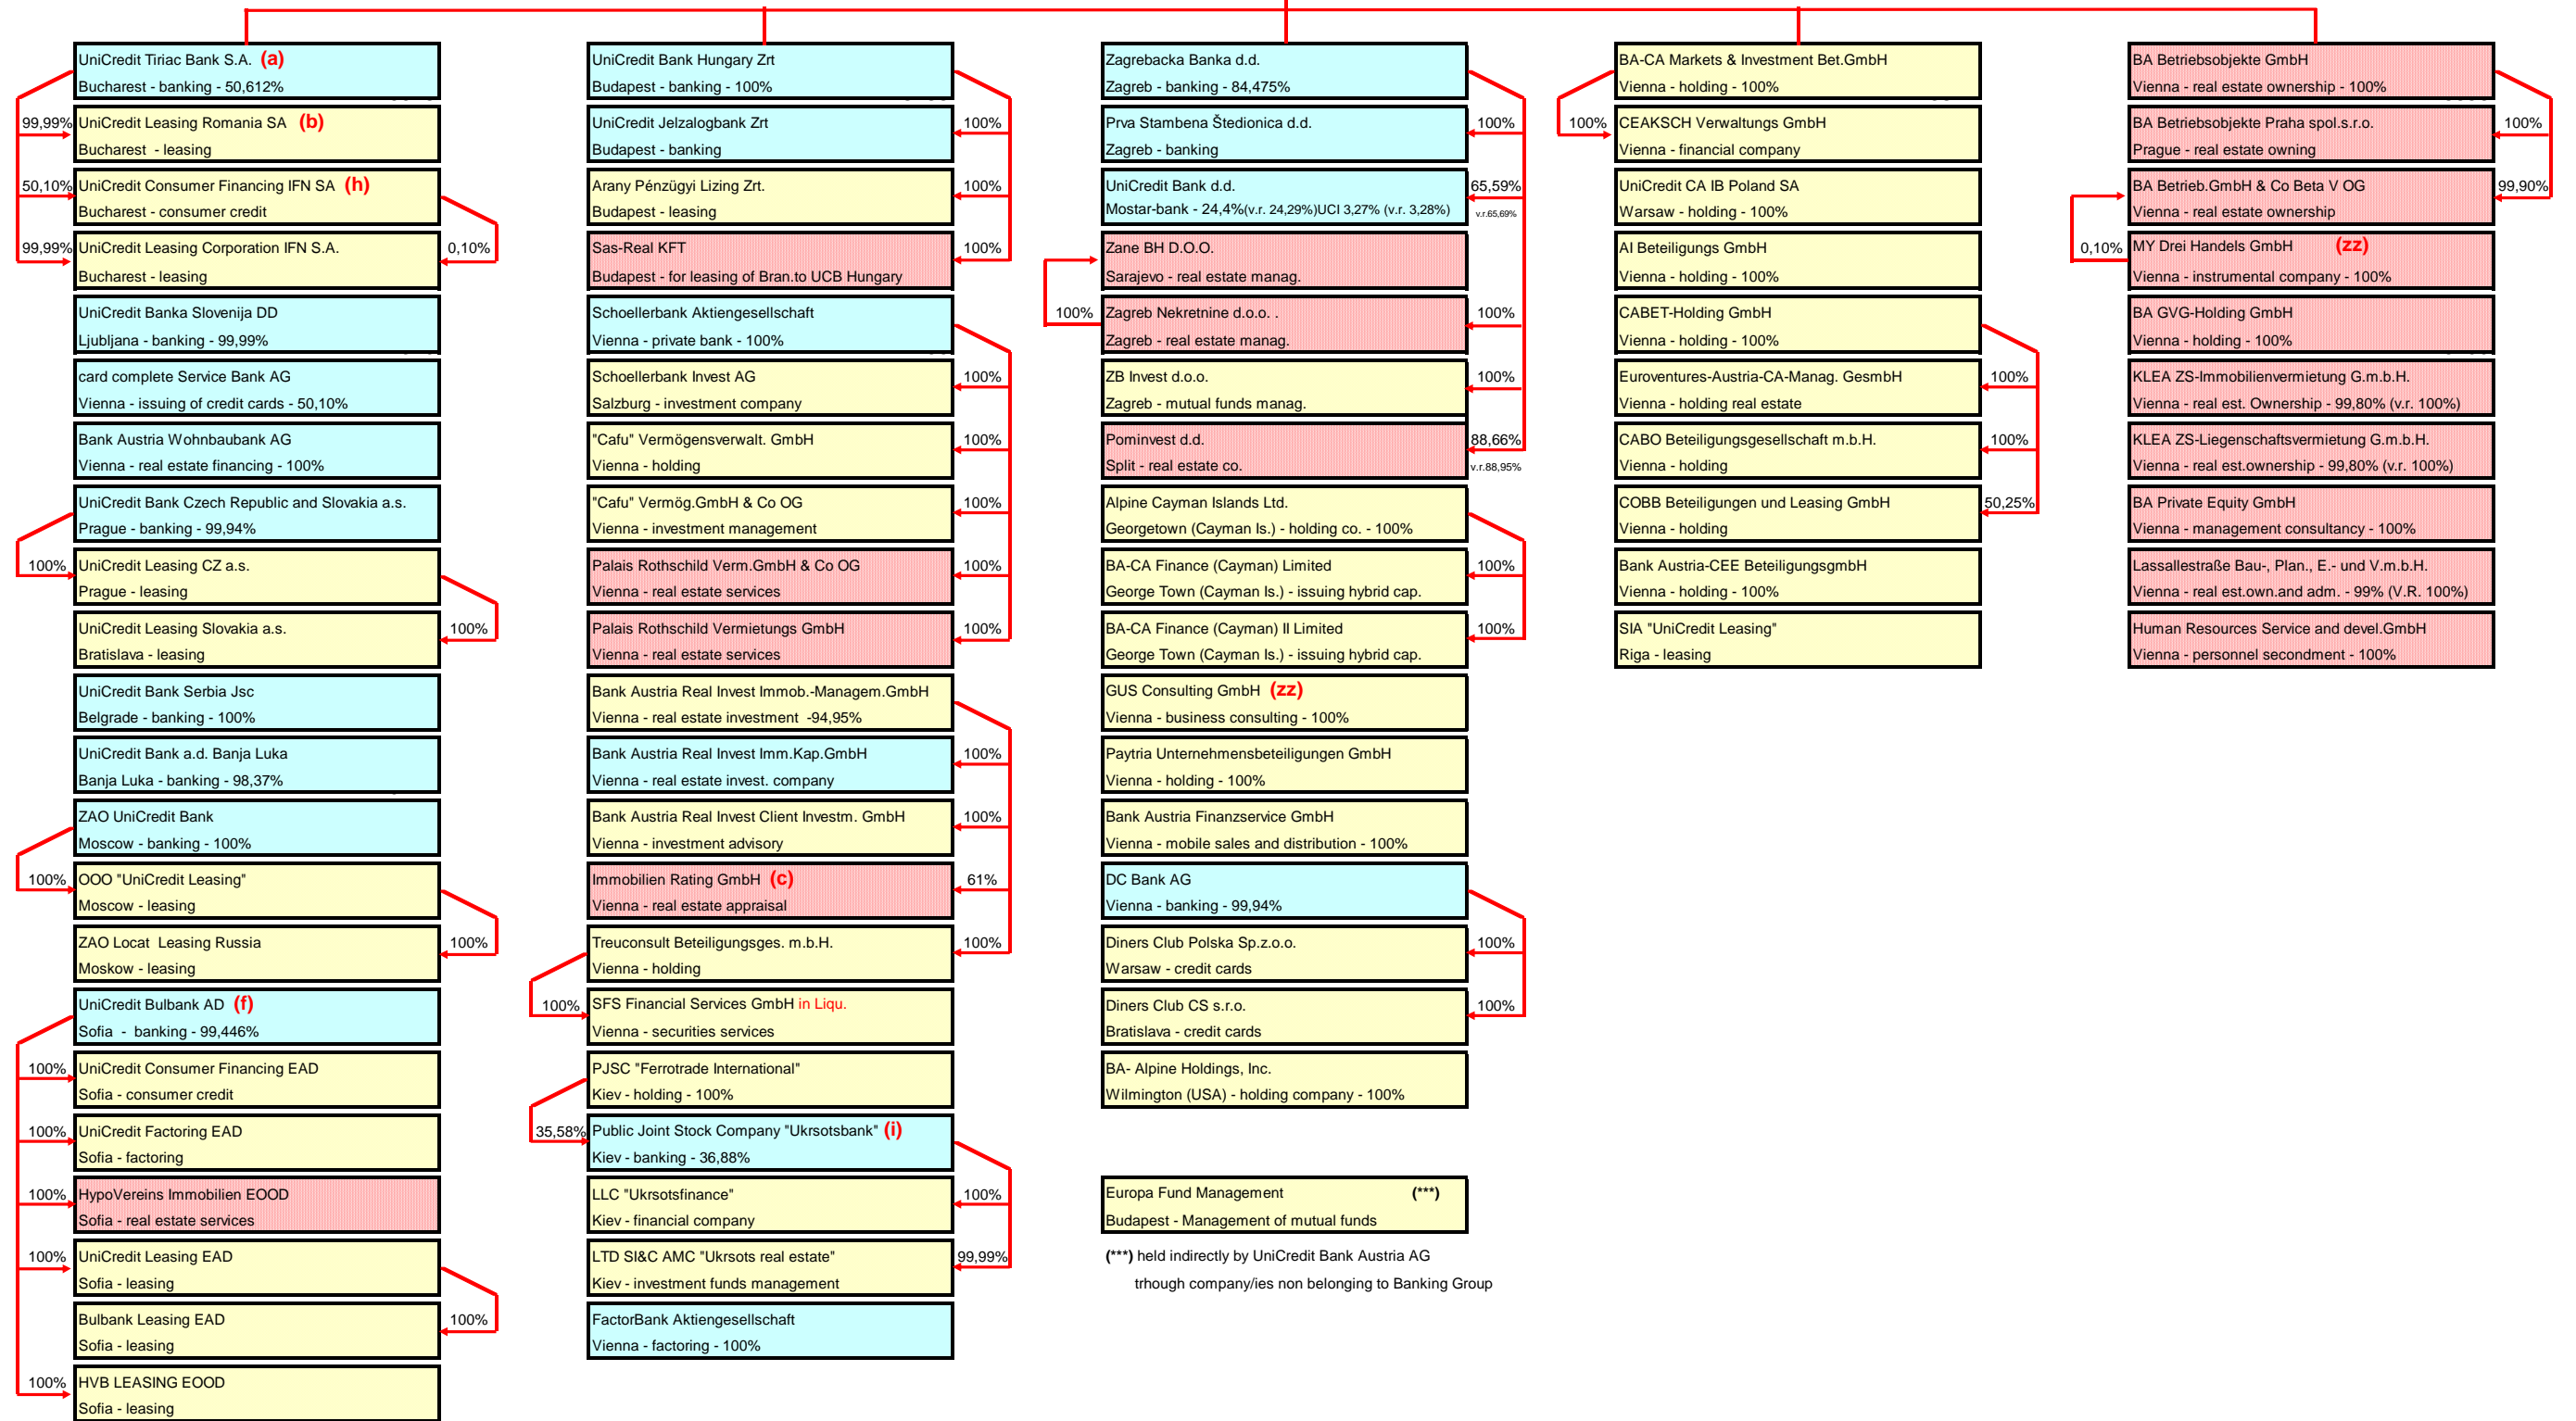 UniCredit Tiriac Bank S.A. (a)
Bucharest - banking - 50,612%
99,99%
UniCredit Leasing Romania SA (b)
Bucharest - leasing
50,10%
UniCredit Consumer Financing IFN SA (h)
Bucharest - consumer credit
99,99%
UniCredit Leasing Corporation IFN S.A.
0,10%
Bucharest - leasing
UniCredit Banka Slovenija DD
Ljubljana - banking - 99,99%
card complete Service Bank AG
Vienna - issuing of credit cards - 50,10%
Bank Austria Wohnbaubank AG
Vienna - real estate financing - 100%
UniCredit Bank Czech Republic and Slovakia a.s.
Prague - banking - 99,94%
100%
UniCredit Leasing CZ a.s.
Prague - leasing
UniCredit Leasing Slovakia a.s.
100%
Bratislava - leasing
UniCredit Bank Serbia Jsc
Belgrade - banking - 100%
UniCredit Bank a.d. Banja Luka
Banja Luka - banking - 98,37%
ZAO UniCredit Bank
Moscow - banking - 100%
100%
OOO "UniCredit Leasing"
Moscow - leasing
ZAO Locat Leasing Russia
100%
Moskow - leasing
UniCredit Bulbank AD (f)
Sofia - banking - 99,446%
100%
UniCredit Consumer Financing EAD
Sofia - consumer credit
100%
UniCredit Factoring EAD
Sofia - factoring
100%
HypoVereins Immobilien EOOD
Sofia - real estate services
100%
UniCredit Leasing EAD
Sofia - leasing
Bulbank Leasing EAD
100%
Sofia - leasing
100%
HVB LEASING EOOD
Sofia - leasing
UniCredit Bank Hungary Zrt
Budapest - banking - 100%
UniCredit Jelzalogbank Zrt
100%
Budapest - banking
Arany Pénzügyi Lizing Zrt.
100%
Budapest - leasing
Sas-Real KFT
100%
Budapest - for leasing of Bran.to UCB Hungary
Schoellerbank Aktiengesellschaft
Vienna - private bank - 100%
Schoellerbank Invest AG
100%
Salzburg - investment company
"Cafu" Vermögensverwalt. GmbH
100%
Vienna - holding
"Cafu" Vermög.GmbH & Co OG
100%
Vienna - investment management
Palais Rothschild Verm.GmbH & Co OG
100%
Vienna - real estate services
Palais Rothschild Vermietungs GmbH
100%
Vienna - real estate services
Bank Austria Real Invest Immob.-Managem.GmbH
Vienna - real estate investment -94,95%
Bank Austria Real Invest Imm.Kap.GmbH
100%
Vienna - real estate invest. company
Bank Austria Real Invest Client Investm. GmbH
100%
Vienna - investment advisory
Immobilien Rating GmbH (c)
61%
Vienna - real estate appraisal
Treuconsult Beteiligungsges. m.b.H.
100%
Vienna - holding
100%
SFS Financial Services GmbH in Liqu.
Vienna - securities services
PJSC "Ferrotrade International"
Kiev - holding - 100%
35,58%
Public Joint Stock Company "Ukrsotsbank" (i)
Kiev - banking - 36,88%
LLC "Ukrsotsfinance"
100%
Kiev - financial company
LTD SI&C AMC "Ukrsots real estate"
99,99%
Kiev - investment funds management
FactorBank Aktiengesellschaft
Vienna - factoring - 100%
Zagrebacka Banka d.d.
Zagreb - banking - 84,475%
Prva Stambena Štedionica d.d.
100%
Zagreb - banking
UniCredit Bank d.d.
65,59%
Mostar-bank - 24,4%(v.r. 24,29%)UCI 3,27% (v.r. 3,28%)
v.r.65,69%
Zane BH D.O.O.
Sarajevo - real estate manag.
100%
Zagreb Nekretnine d.o.o. .
100%
Zagreb - real estate manag.
ZB Invest d.o.o.
100%
Zagreb - mutual funds manag.
Pominvest d.d.
88,66%
Split - real estate co.
v.r.88,95%
Alpine Cayman Islands Ltd.
Georgetown (Cayman Is.) - holding co. - 100%
BA-CA Finance (Cayman) Limited
100%
George Town (Cayman Is.) - issuing hybrid cap.
BA-CA Finance (Cayman) II Limited
100%
George Town (Cayman Is.) - issuing hybrid cap.
GUS Consulting GmbH (zz)
Vienna - business consulting - 100%
Paytria Unternehmensbeteiligungen GmbH
Vienna - holding - 100%
Bank Austria Finanzservice GmbH
Vienna - mobile sales and distribution - 100%
DC Bank AG
Vienna - banking - 99,94%
Diners Club Polska Sp.z.o.o.
100%
Warsaw - credit cards
Diners Club CS s.r.o.
100%
Bratislava - credit cards
BA- Alpine Holdings, Inc.
Wilmington (USA) - holding company - 100%
Europa Fund Management (***)
Budapest - Management of mutual funds
(***) held indirectly by UniCredit Bank Austria AG
trhough company/ies non belonging to Banking Group
BA-CA Markets & Investment Bet.GmbH
Vienna - holding - 100%
100%
CEAKSCH Verwaltungs GmbH
Vienna - financial company
UniCredit CA IB Poland SA
Warsaw - holding - 100%
AI Beteiligungs GmbH
Vienna - holding - 100%
CABET-Holding GmbH
Vienna - holding - 100%
Euroventures-Austria-CA-Manag. GesmbH
100%
Vienna - holding real estate
CABO Beteiligungsgesellschaft m.b.H.
100%
Vienna - holding
COBB Beteiligungen und Leasing GmbH
50,25%
Vienna - holding
Bank Austria-CEE BeteiligungsgmbH
Vienna - holding - 100%
SIA "UniCredit Leasing"
Riga - leasing
BA Betriebsobjekte GmbH
Vienna - real estate ownership - 100%
BA Betriebsobjekte Praha spol.s.r.o.
100%
Prague - real estate owning
BA Betrieb.GmbH & Co Beta V OG
99,90%
Vienna - real estate ownership
0,10%
MY Drei Handels GmbH (zz)
Vienna - instrumental company - 100%
BA GVG-Holding GmbH
Vienna - holding - 100%
KLEA ZS-Immobilienvermietung G.m.b.H.
Vienna - real est. Ownership - 99,80% (v.r. 100%)
KLEA ZS-Liegenschaftsvermietung G.m.b.H.
Vienna - real est.ownership - 99,80% (v.r. 100%)
BA Private Equity GmbH
Vienna - management consultancy - 100%
Lassallestraße Bau-, Plan., E.- und V.m.b.H.
Vienna - real est.own.and adm. - 99% (V.R. 100%)
Human Resources Service and devel.GmbH
Vienna - personnel secondment - 100%